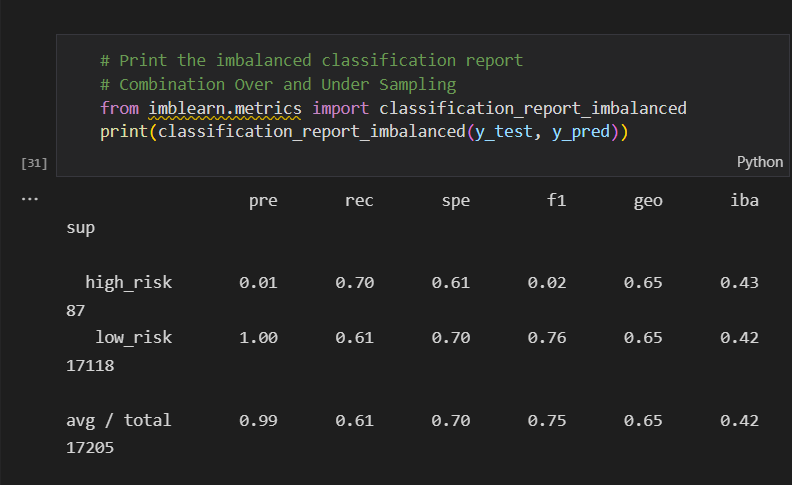 # Print the imbalanced classification report
# Combination Over and Under Sampling
from imblearn.metrics import classification_report_imbalanced
print(classification_report_imbalanced(y_test, y_pred))
[31]
Python
... pre rec spe f1 geo iba
sup
high_risk 0.01 0.70 0.61 0.02 0.65 0.43
87
low_risk 1.00 0.61 0.70 0.76 0.65 0.42
17118
avg / total 0.99 0.61 0.70 0.75 0.65 0.42
17205